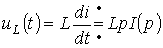 u_L(t) = L di/dt ≓ LpI(p)